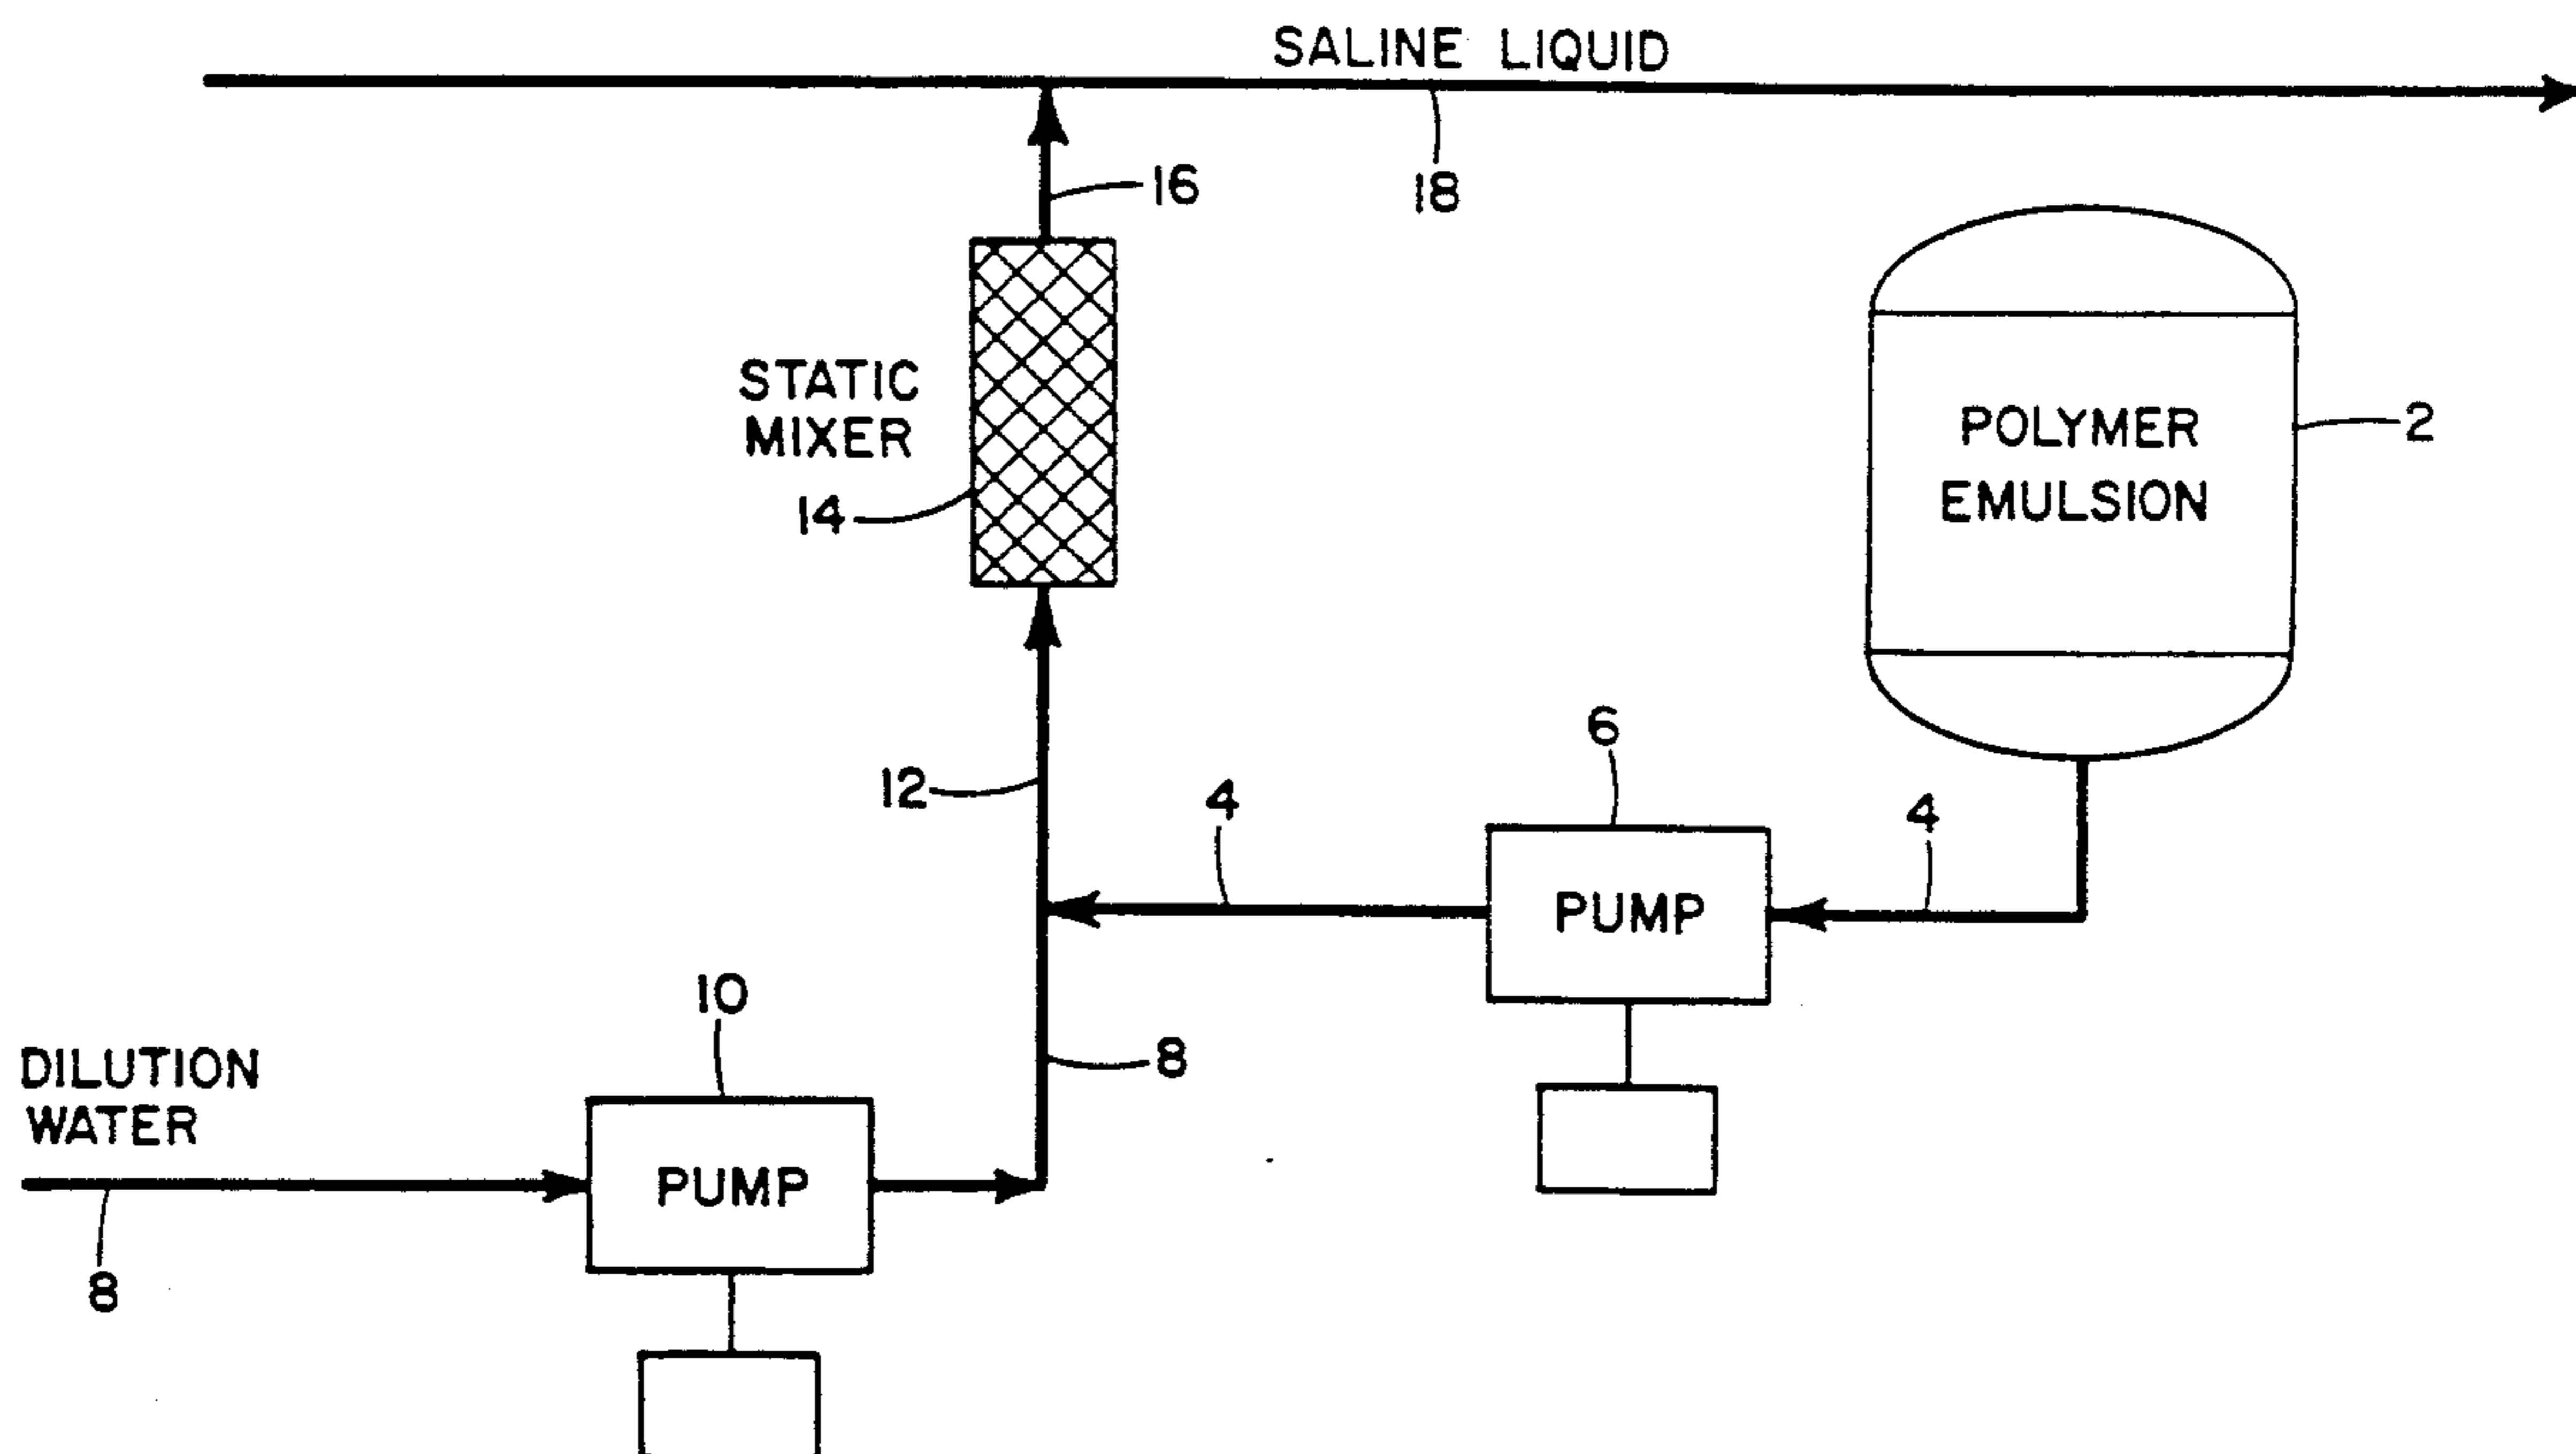 SALINE LIQUID
16
18
STATIC
MIXER
14
POLYMER
EMULSION
2
6
12
4
4
PUMP
10
8
DILUTION
WATER
PUMP
8